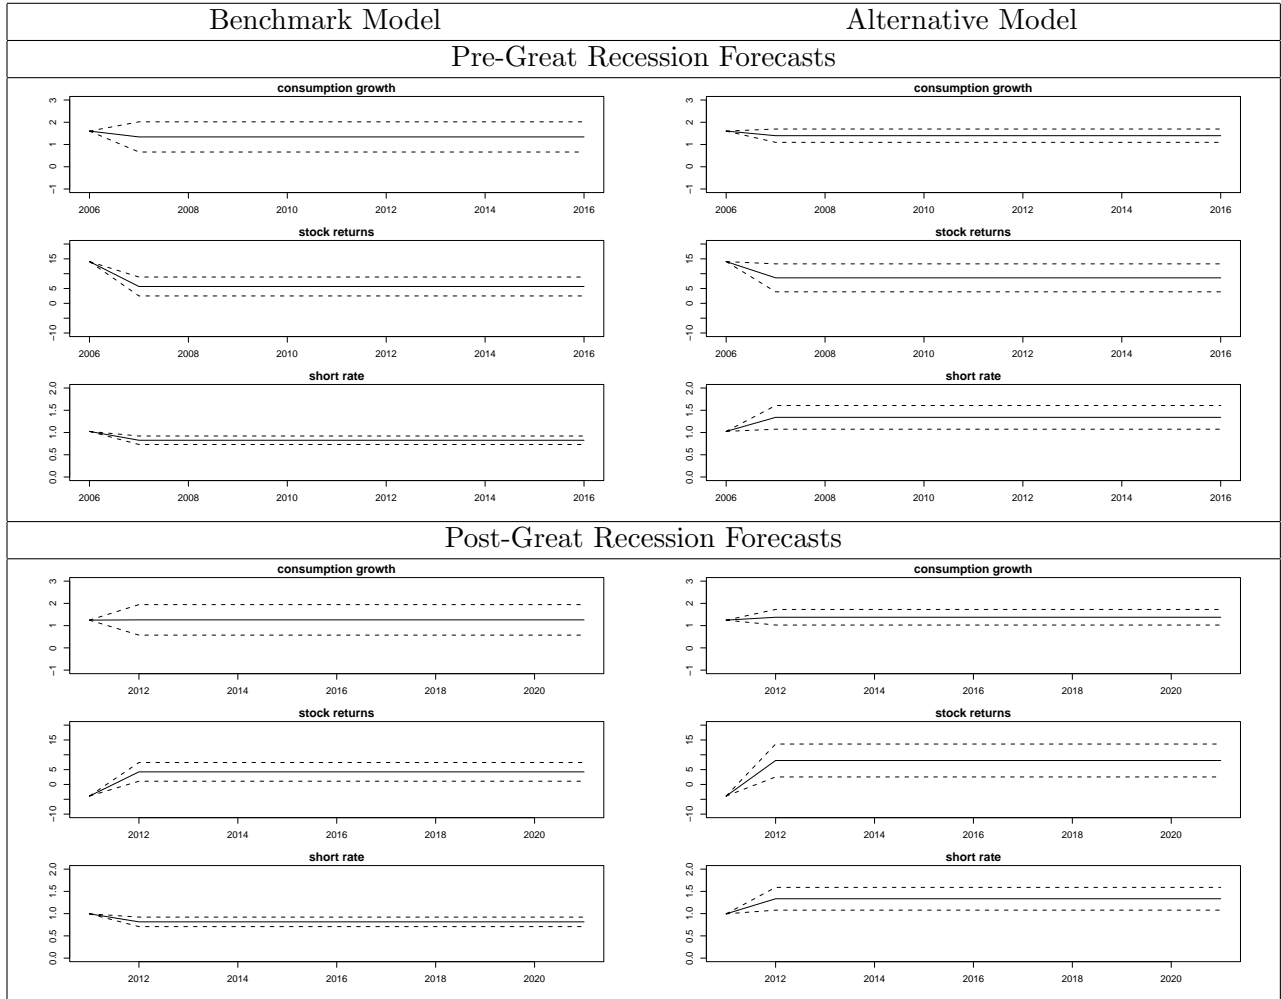 Benchmark Model Alternative Model
Pre-Great Recession Forecasts
consumption growth consumption growth
3 3
2 2
1 1
0 0
−1 −1
2006 2008 2010 2012 2014 2016 2006 2008 2010 2012 2014 2016
stock returns stock returns
15 15
5 5
0 0
−10 −10
2006 2008 2010 2012 2014 2016 2006 2008 2010 2012 2014 2016
short rate short rate
2.0 2.0
1.5 1.5
1.0 1.0
0.5 0.5
0.0 0.0
2006 2008 2010 2012 2014 2016 2006 2008 2010 2012 2014 2016
Post-Great Recession Forecasts
consumption growth consumption growth
3 3
2 2
1 1
0 0
−1 −1
2012 2014 2016 2018 2020 2012 2014 2016 2018 2020
stock returns stock returns
15 15
5 5
0 0
−10 −10
2012 2014 2016 2018 2020 2012 2014 2016 2018 2020
short rate short rate
2.0 2.0
1.5 1.5
1.0 1.0
0.5 0.5
0.0 0.0
2012 2014 2016 2018 2020 2012 2014 2016 2018 2020